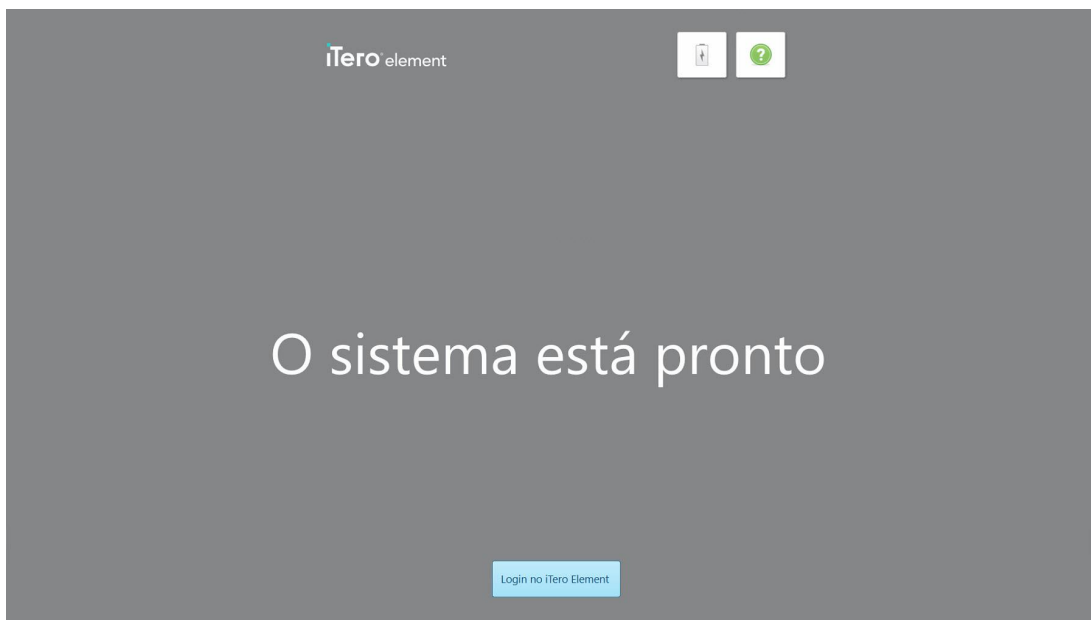 iTero element
?
O sistema está pronto
Login no iTero Element